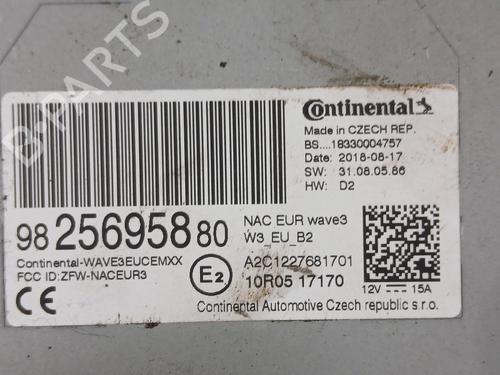 B-PARTS
Continental
Made in CZECH REP.
BS....18330004757
Date: 2018-08-17
SW: 31.08.05.86
HW: D2
98 256958 80
NAC EUR wave3
W3_EU_B2
Continental-WAVE3EUCEMXX
FCC ID:ZFW-NACEUR3
A2C1227681701
CE
E2
10R05 17170
12V 15A
Continental Automotive Czech republic s.r.o.